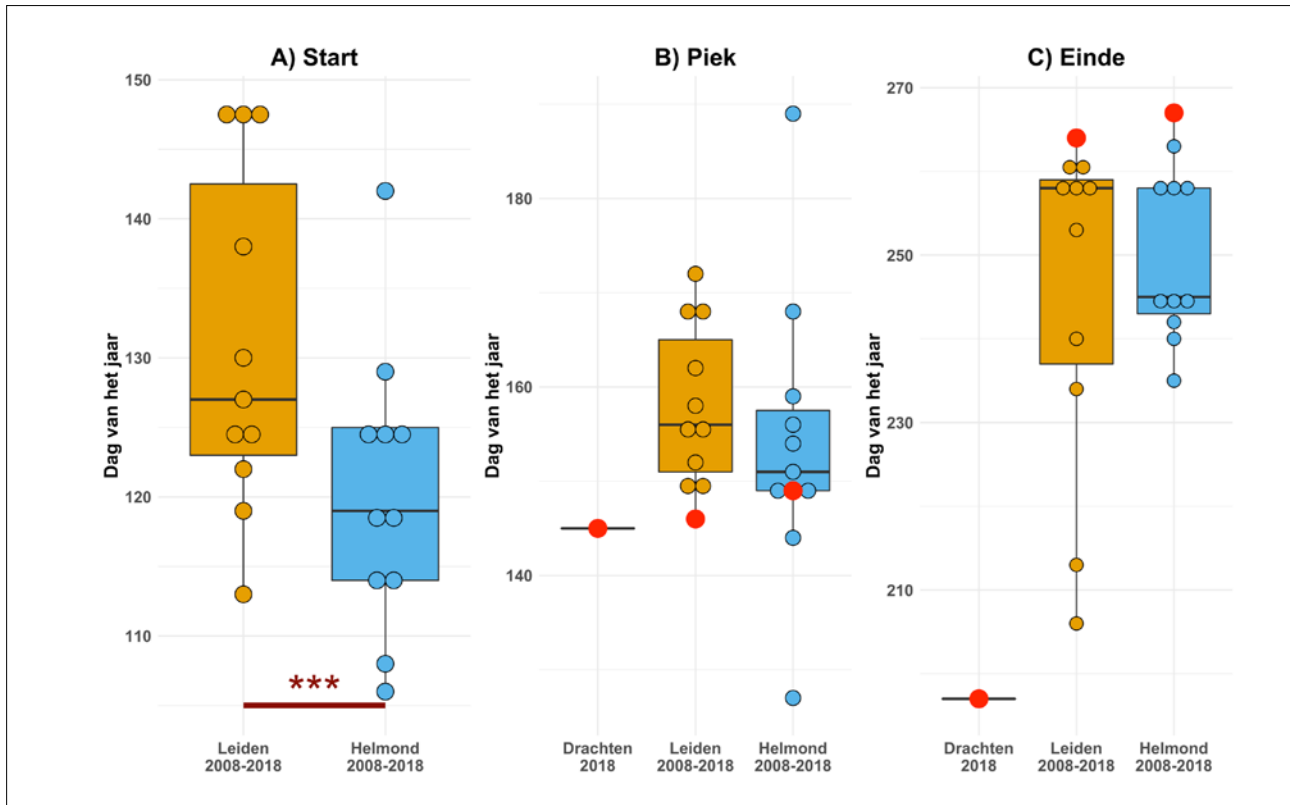 A) Start
B) Piek
C) Einde
Dag van het jaar
150
140
130
120
110
***
Leiden
2008-2018
Helmond
2008-2018
Dag van het jaar
180
160
140
Drachten
2018
Leiden
2008-2018
Helmond
2008-2018
Dag van het jaar
270
250
230
210
Drachten
2018
Leiden
2008-2018
Helmond
2008-2018